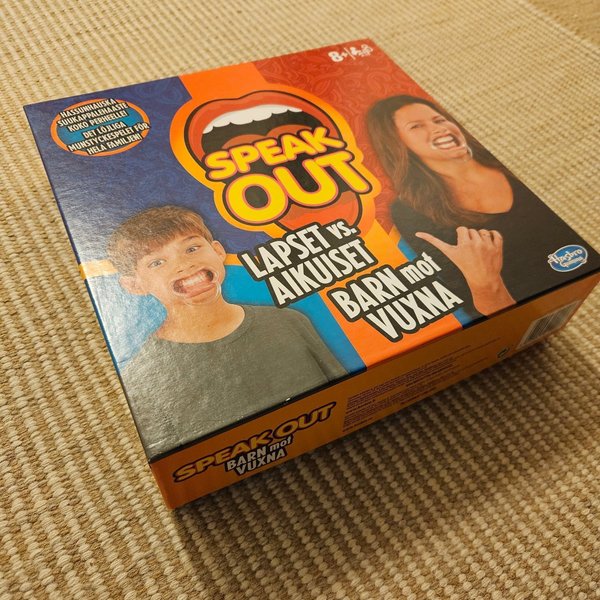 8+
HASSUNHAUSKA
SUUKAPPALEHAASTE
KOKO PERHEELLE!
DET LÖJLIGA
MUNSTYCKESPELET FÖR
HELA FAMILJEN!
SPEAK
OUT
LAPSET vs.
AIKUISET
BARN mot
VUXNA
Hasbro
Gaming
SPEAK OUT
BARN mot
VUXNA